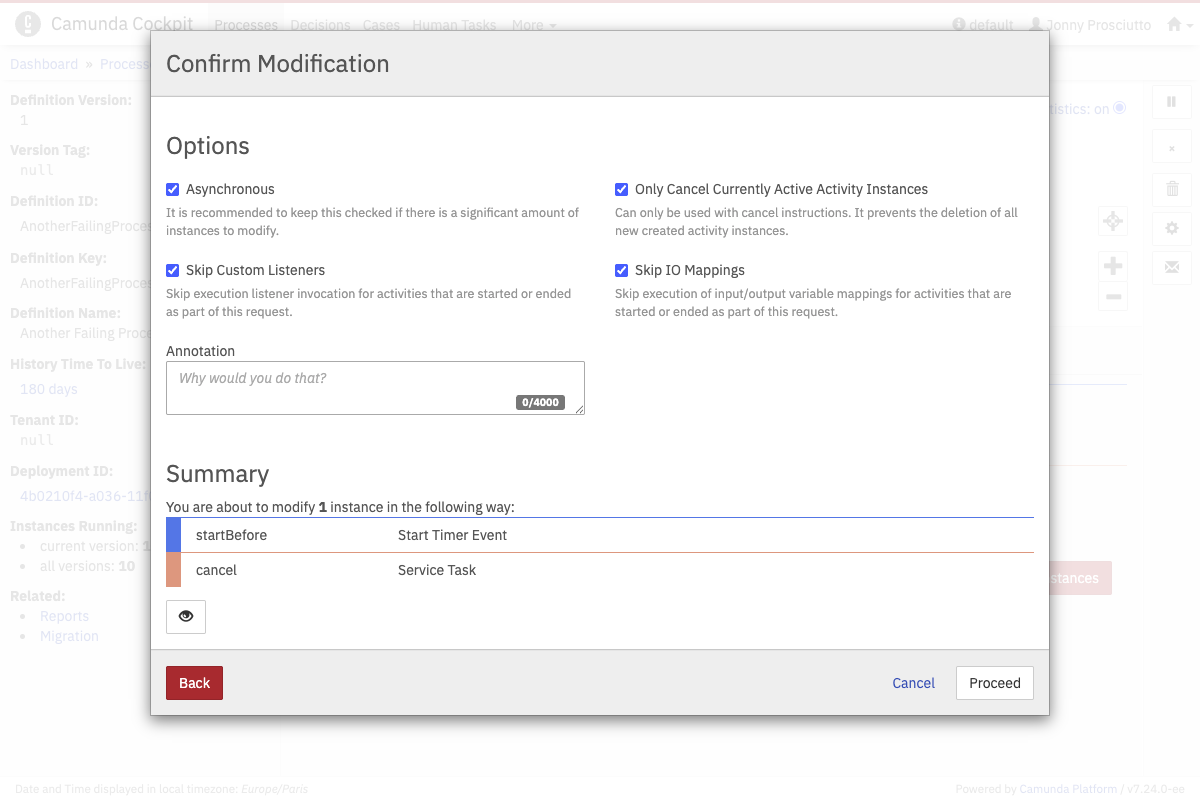 Camunda Cockpit Processes Decisions Cases Human Tasks More default Jonny Prosciutto
Dashboard » Process
Confirm Modification
Definition Version:
1
Version Tag:
null
Definition ID:
AnotherFailingProces
Definition Key:
AnotherFailingProces
Definition Name:
Another Failing Proce
History Time To Live:
180 days
Tenant ID:
null
Deployment ID:
4b0210f4-a036-11f
Instances Running:
current version: 1
all versions: 10
Related:
Reports
Migration
tistics: on
Options
Asynchronous
It is recommended to keep this checked if there is a significant amount of
instances to modify.
Only Cancel Currently Active Activity Instances
Can only be used with cancel instructions. It prevents the deletion of all
new created activity instances.
Skip Custom Listeners
Skip execution listener invocation for activities that are started or ended
as part of this request.
Skip IO Mappings
Skip execution of input/output variable mappings for activities that are
started or ended as part of this request.
Annotation
Why would you do that?
0/4000
Summary
You are about to modify 1 instance in the following way:
startBefore Start Timer Event
cancel Service Task
stances
Back Cancel Proceed
Date and Time displayed in local timezone: Europe/Paris
Powered by Camunda Platform / v7.24.0-ee